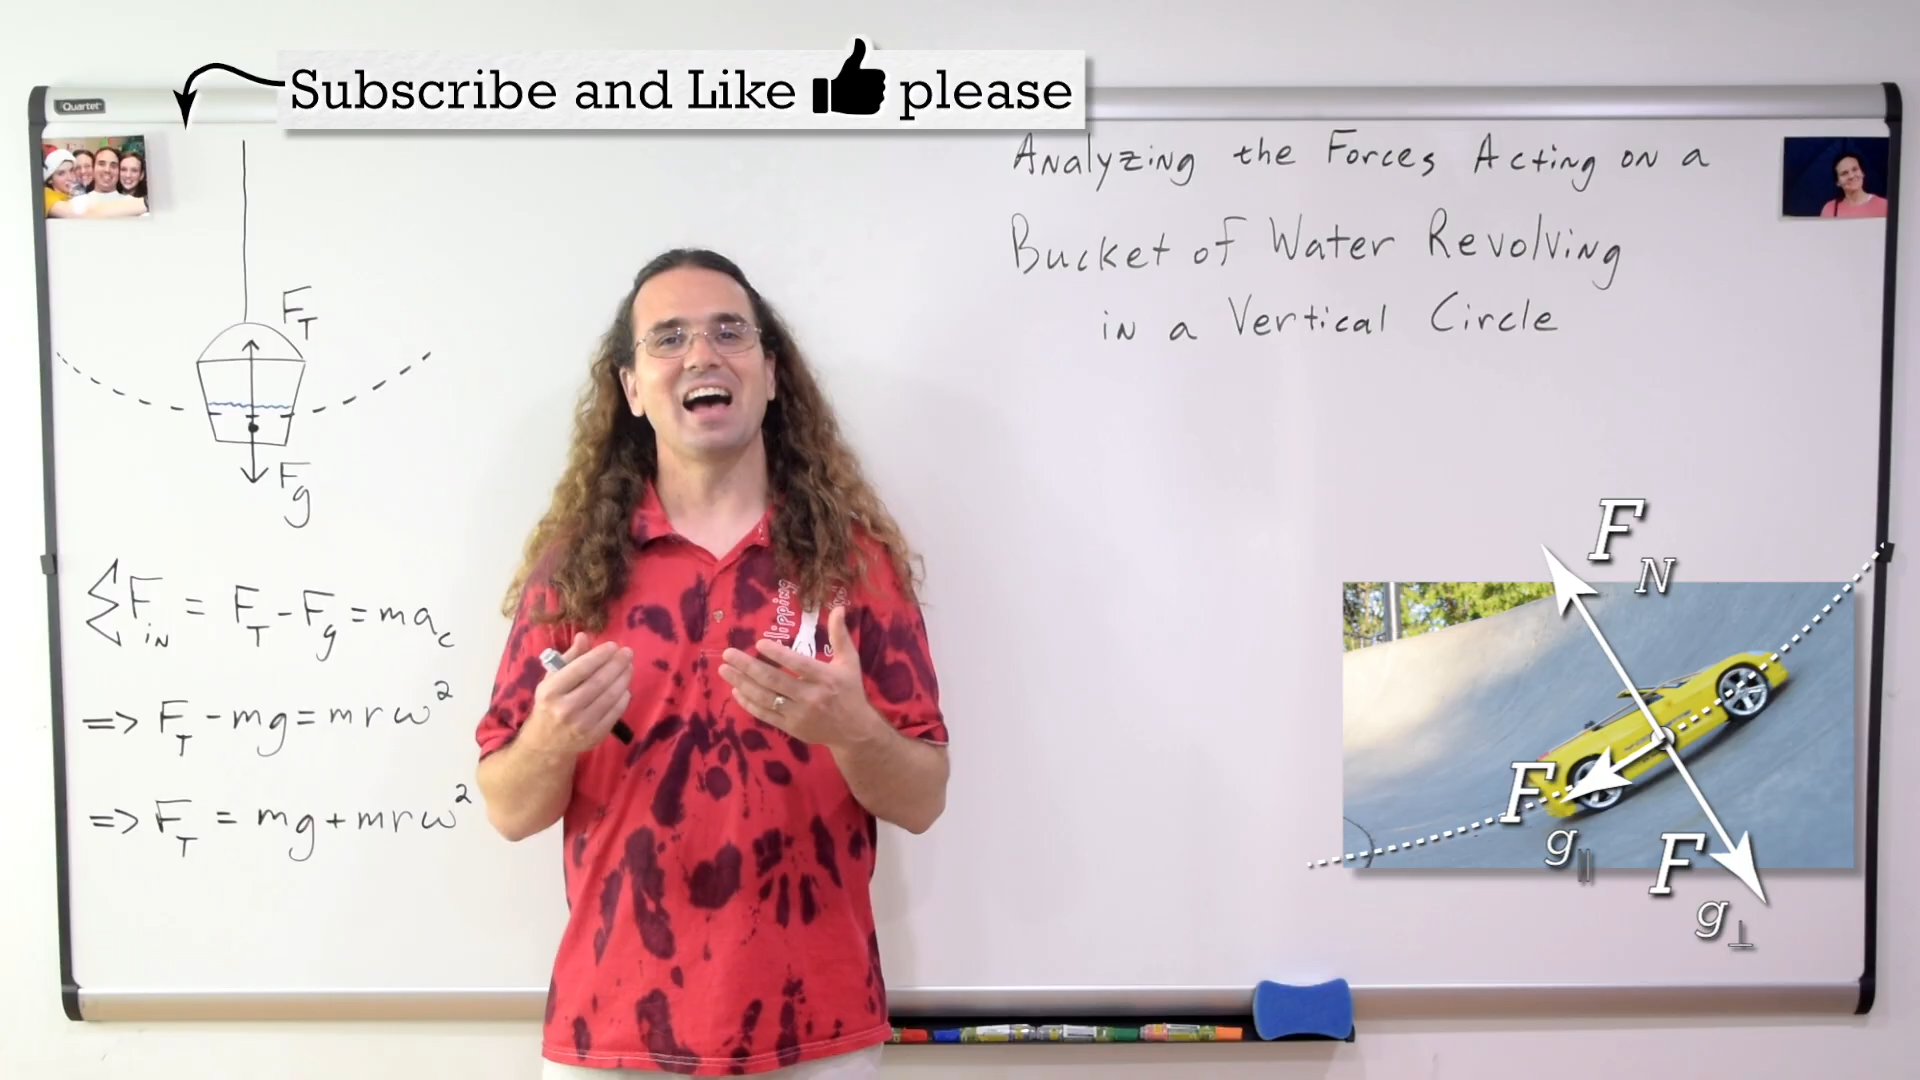 Subscribe and Like please
Quartet
Analyzing the Forces Acting on a
Bucket of Water Revolving
in a Vertical Circle
F_T
F_g
ΣF_in = F_T - F_g = ma_c
=> F_T - mg = mrω²
=> F_T = mg + mrω²
Flipping
F_N
F_g∥
F_g⊥